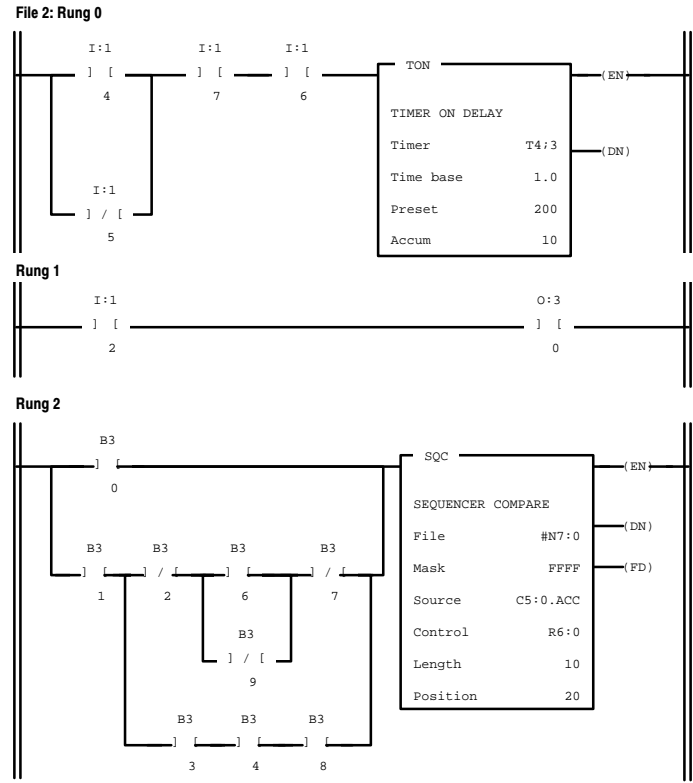 File 2: Rung 0
I:1 I:1 I:1
] [ ] [ ] [
4 7 6
I:1
] / [
5
TON
(EN)
TIMER ON DELAY
Timer T4;3
(DN)
Time base 1.0
Preset 200
Accum 10
Rung 1
I:1 O:3
] [ ] [
2 0
Rung 2
B3
] [
0
SQC
(EN)
SEQUENCER COMPARE
(DN)
File #N7:0
Mask FFFF
(FD)
Source C5:0.ACC
Control R6:0
Length 10
Position 20
B3 B3 B3 B3
] [ ] / [ ] [ ] / [
1 2 6 7
B3
] / [
9
B3 B3 B3
] [ ] [ ] [
3 4 8